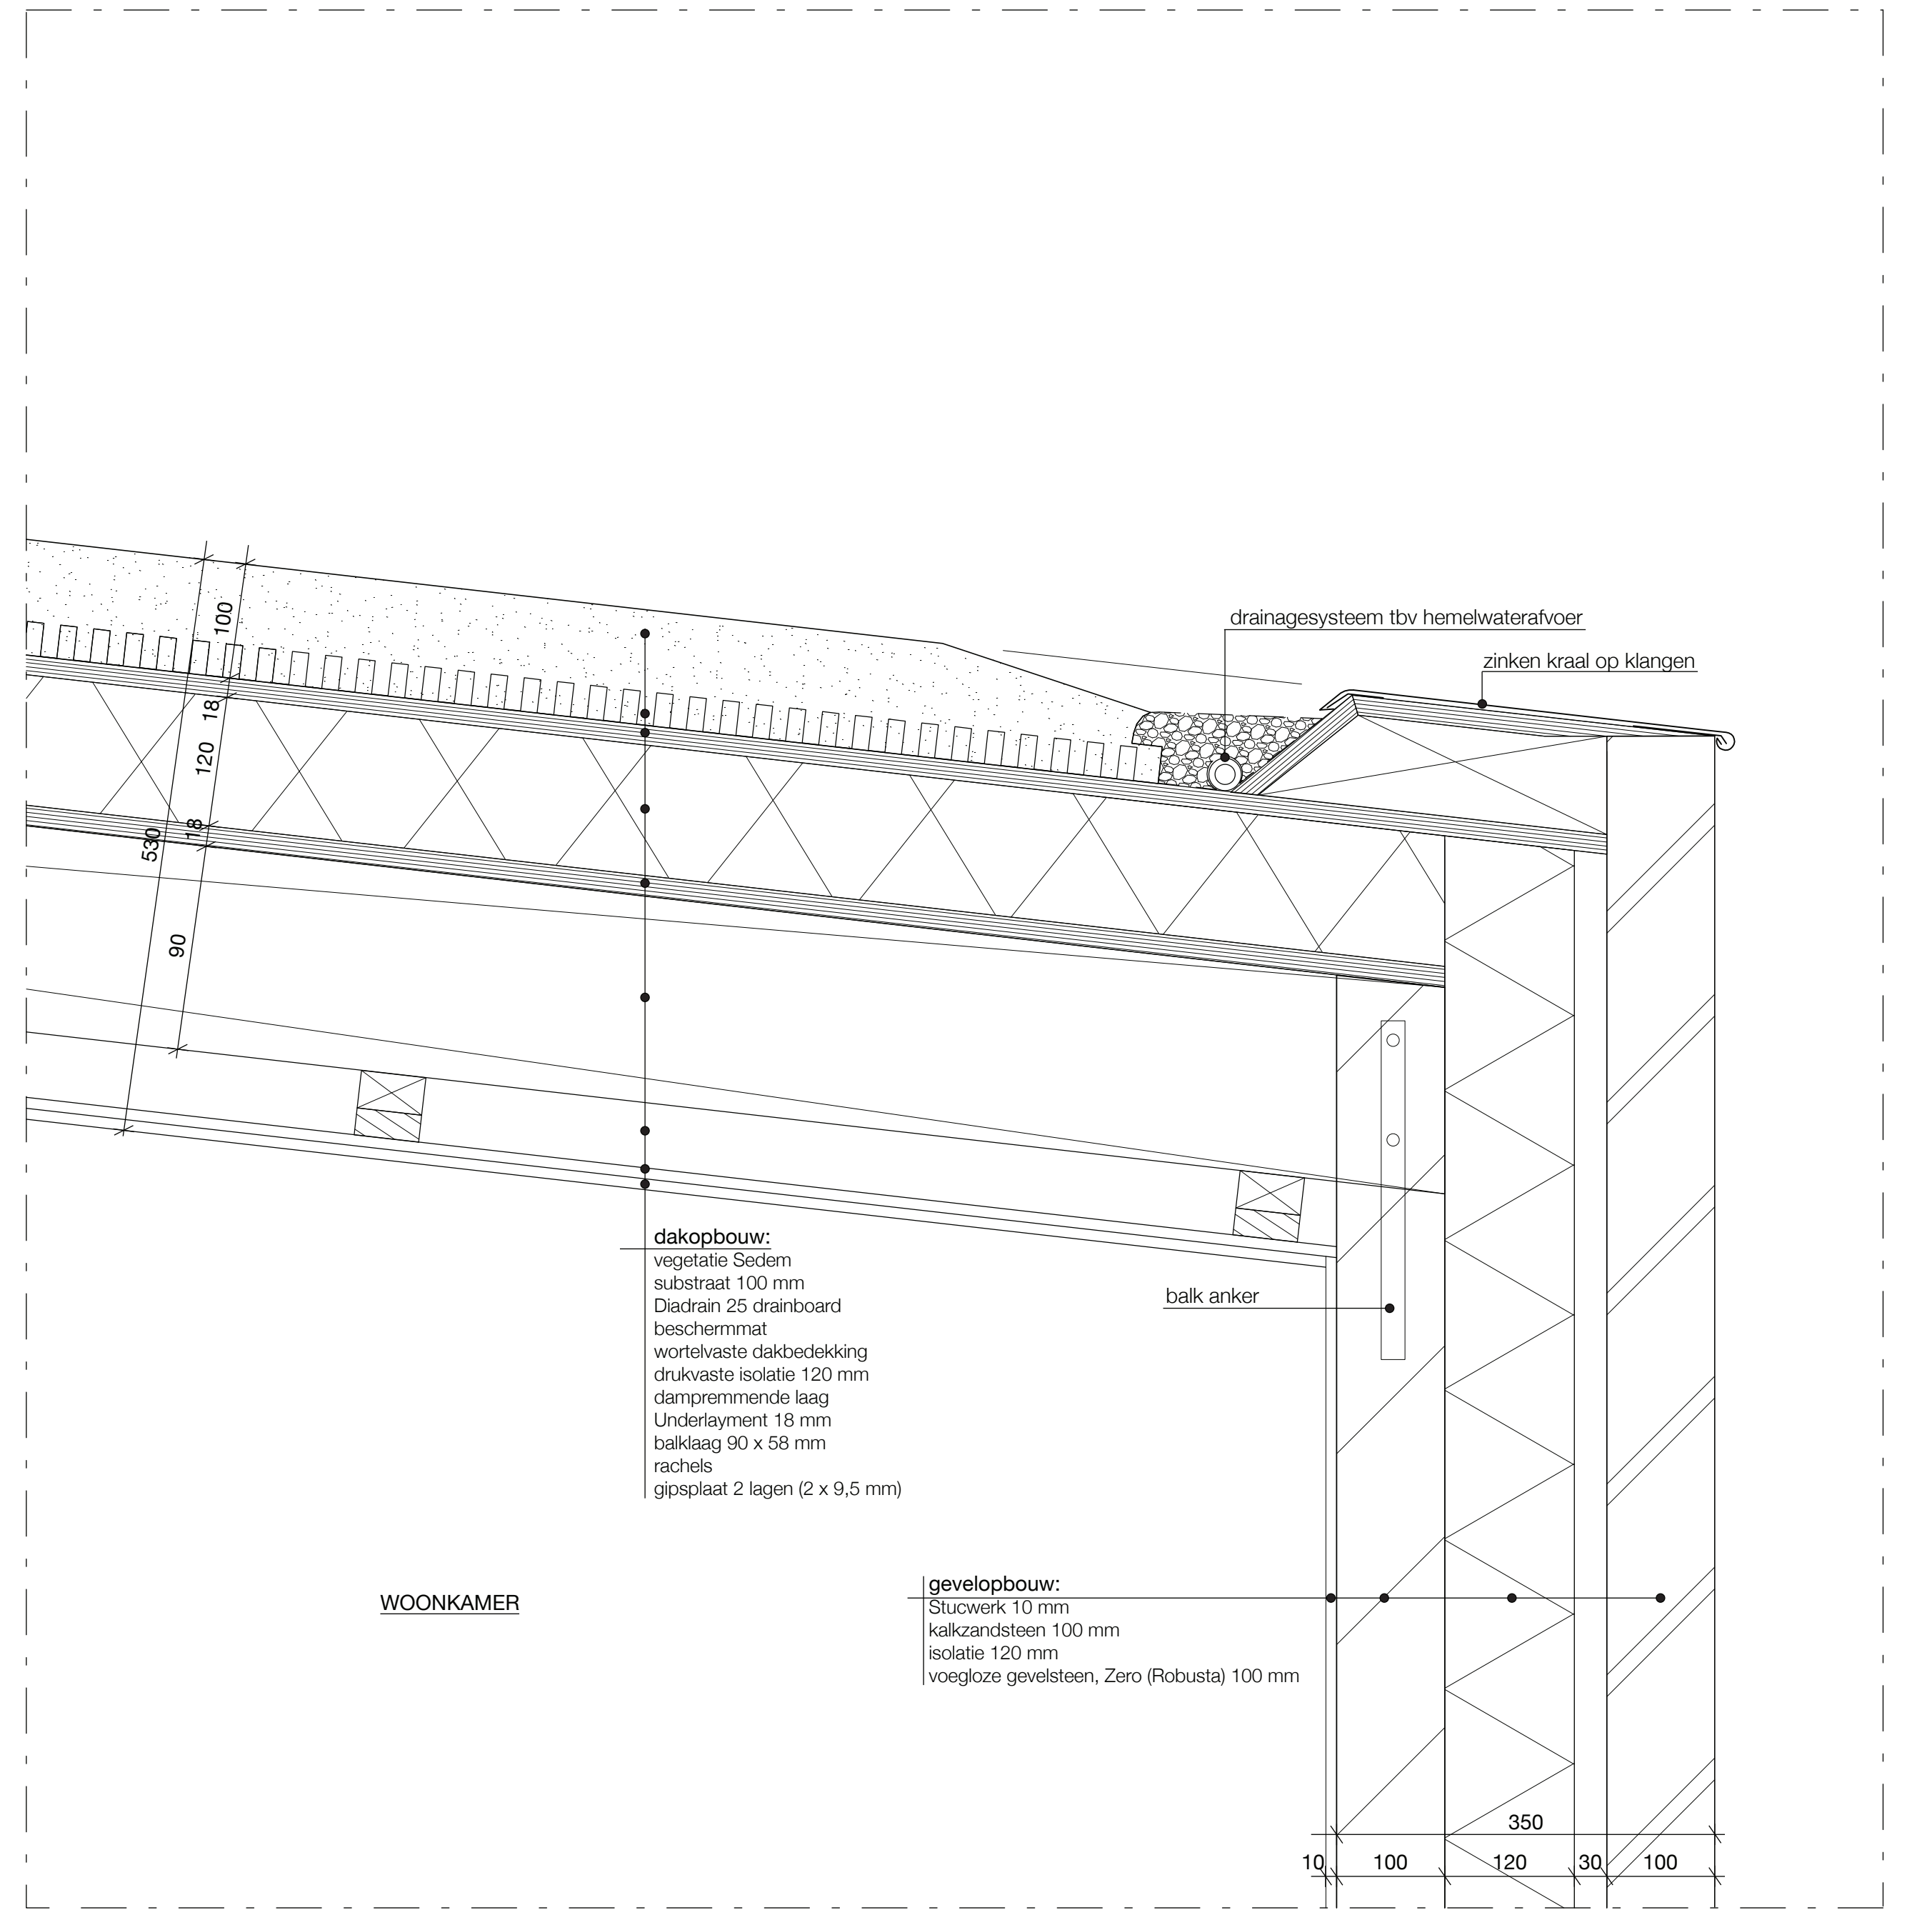 drainagesysteem tbv hemelwaterafvoer
zinken kraal op klangen
100
18
120
18
530
90
dakopbouw:
vegetatie Sedem
substraat 100 mm
Diadrain 25 drainboard
beschermmat
wortelvaste dakbedekking
drukvaste isolatie 120 mm
dampremmende laag
Underlayment 18 mm
balklaag 90 x 58 mm
rachels
gipsplaat 2 lagen (2 x 9,5 mm)
balk anker
WOONKAMER
gevelopbouw:
Stucwerk 10 mm
kalkzandsteen 100 mm
isolatie 120 mm
voegloze gevelsteen, Zero (Robusta) 100 mm
350
10 100 120 30 100